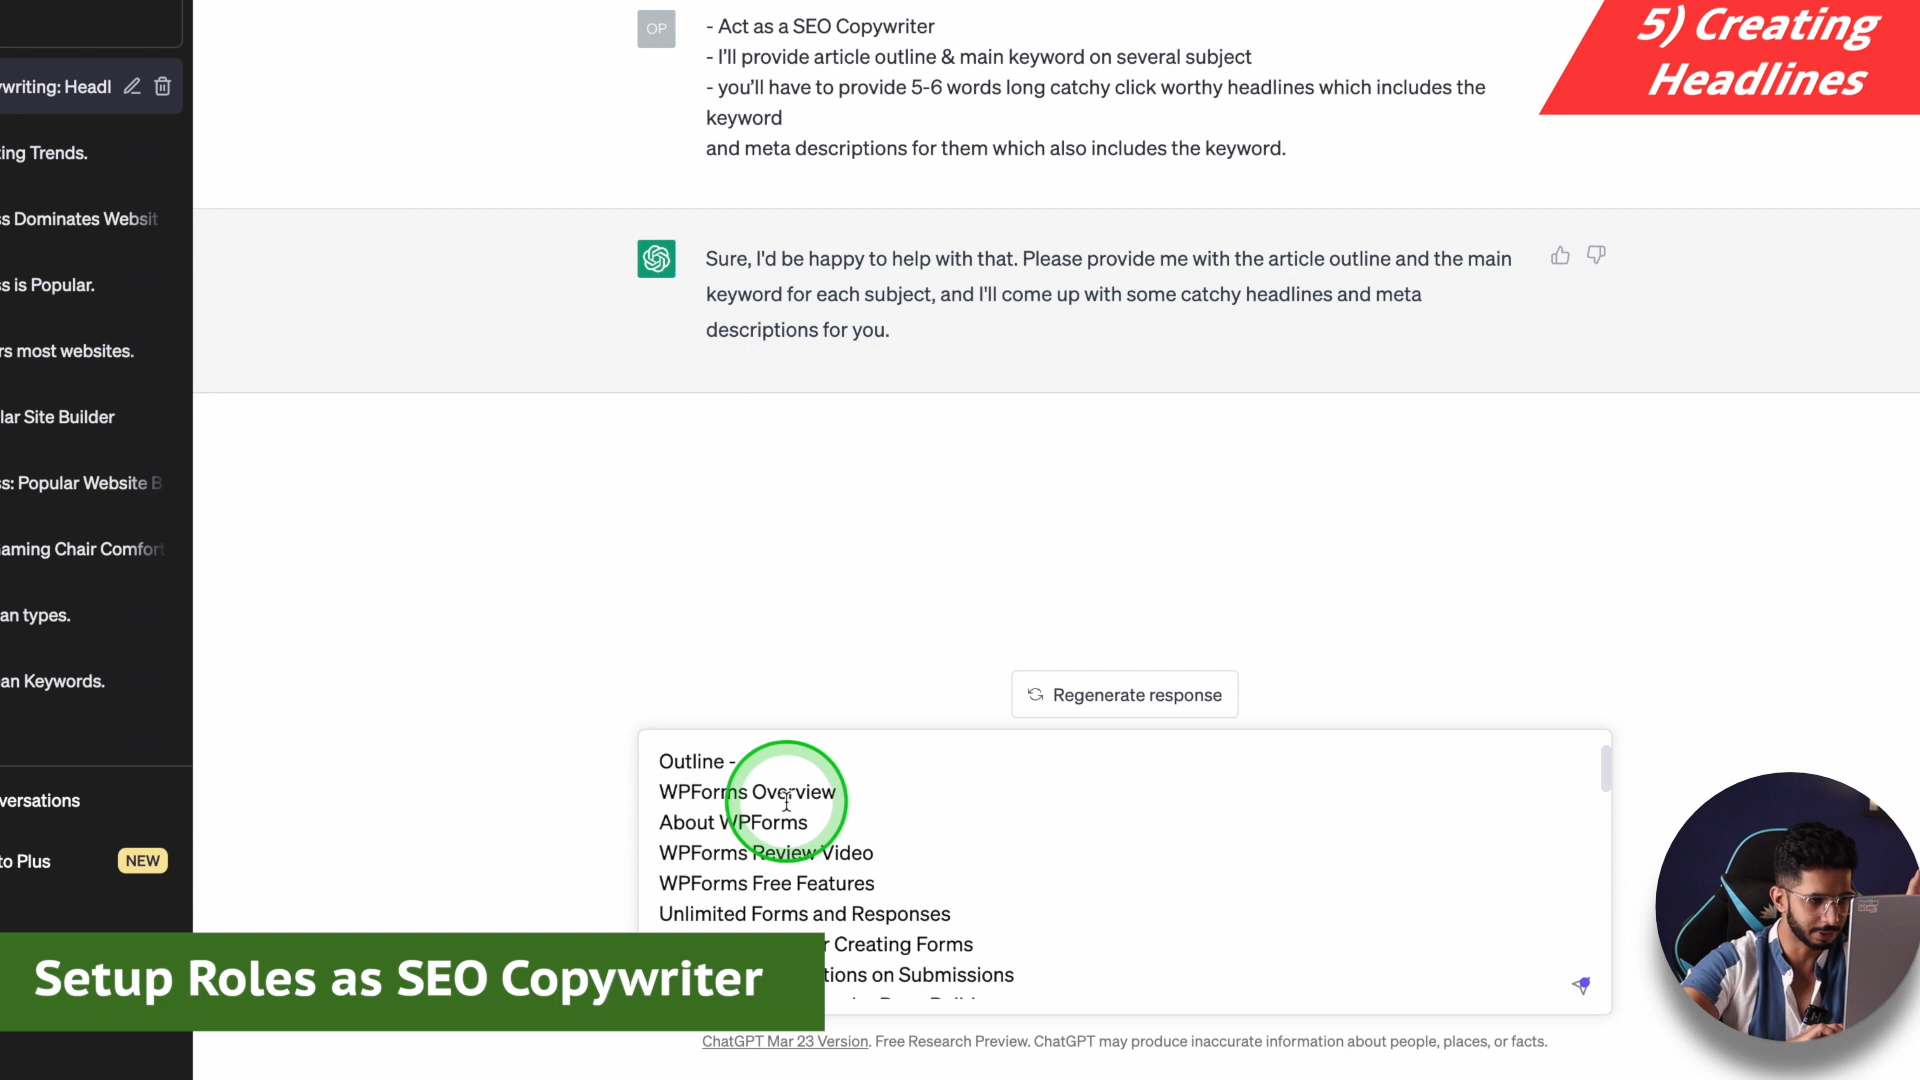 5) Creating
Headlines
OP
- Act as a SEO Copywriter
- I'll provide article outline & main keyword on several subject
- you'll have to provide 5-6 words long catchy click worthy headlines which includes the
keyword
and meta descriptions for them which also includes the keyword.
Sure, I'd be happy to help with that. Please provide me with the article outline and the main
keyword for each subject, and I'll come up with some catchy headlines and meta
descriptions for you.
writing: Headl
ing Trends.
s Dominates Websit
s is Popular.
rs most websites.
lar Site Builder
s: Popular Website B
aming Chair Comfort
an types.
an Keywords.
versations
to Plus
NEW
Regenerate response
Outline -
WPForms Overview
About WPForms
WPForms Review Video
WPForms Free Features
Unlimited Forms and Responses
r Creating Forms
tions on Submissions
Setup Roles as SEO Copywriter
ChatGPT Mar 23 Version. Free Research Preview. ChatGPT may produce inaccurate information about people, places, or facts.